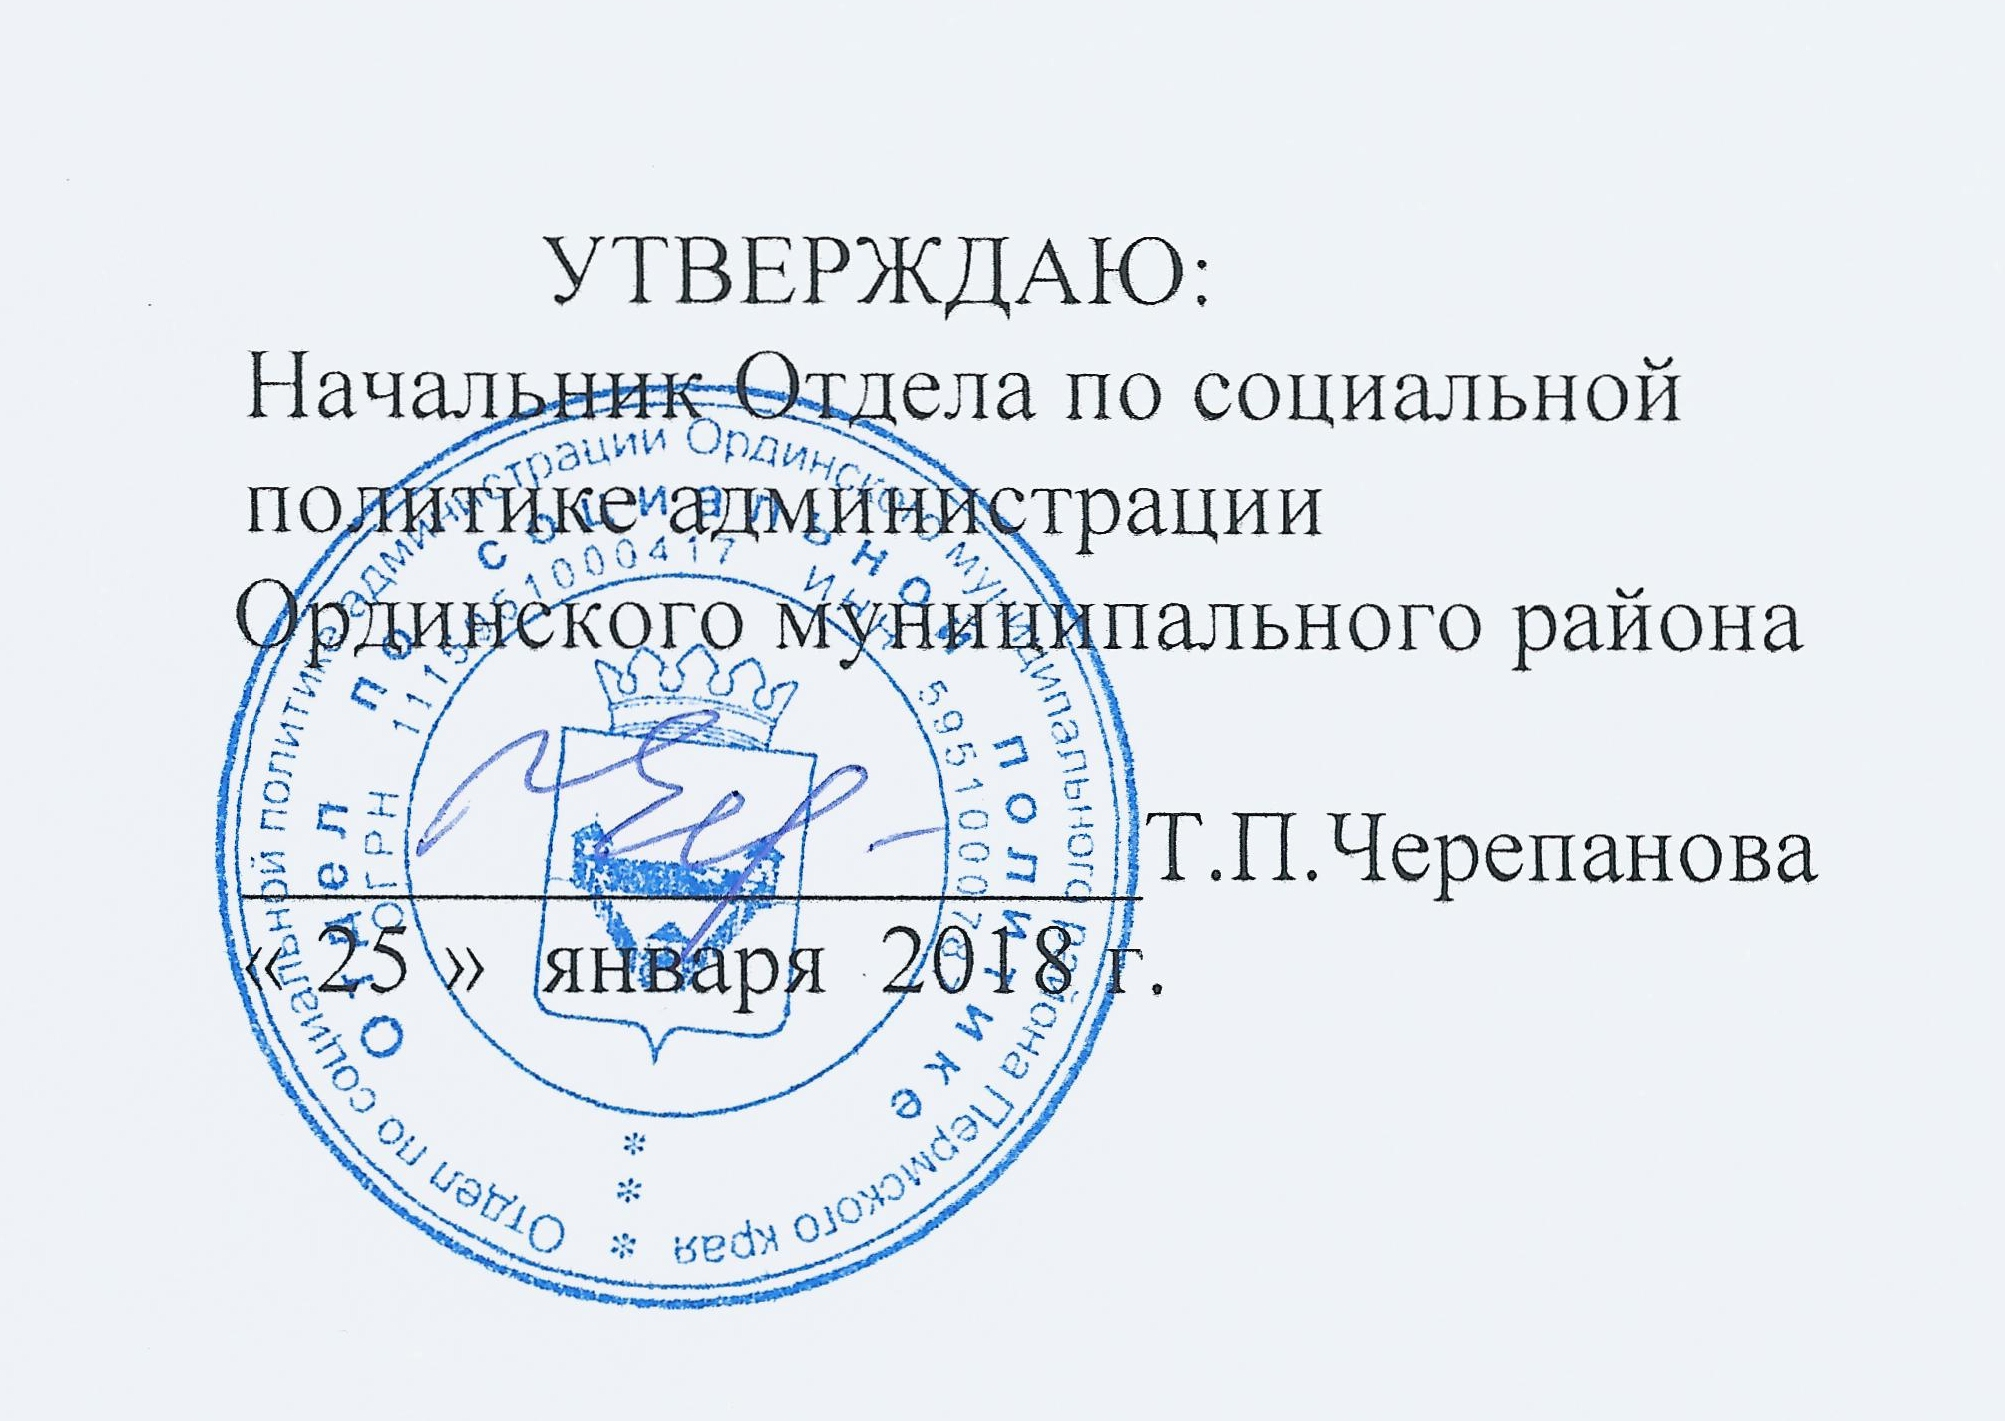 УТВЕРЖДАЮ:
Начальник Отдела по социальной
политике администрации
Ординского муниципального района
Т.П.Черепанова
« 25 » января 2018 г.
Отдел по социальной политике администрации Ординского муниципального района Пермского края
Отдел по социальной политике
ОГРН 1115951000417 ИНН
* * *